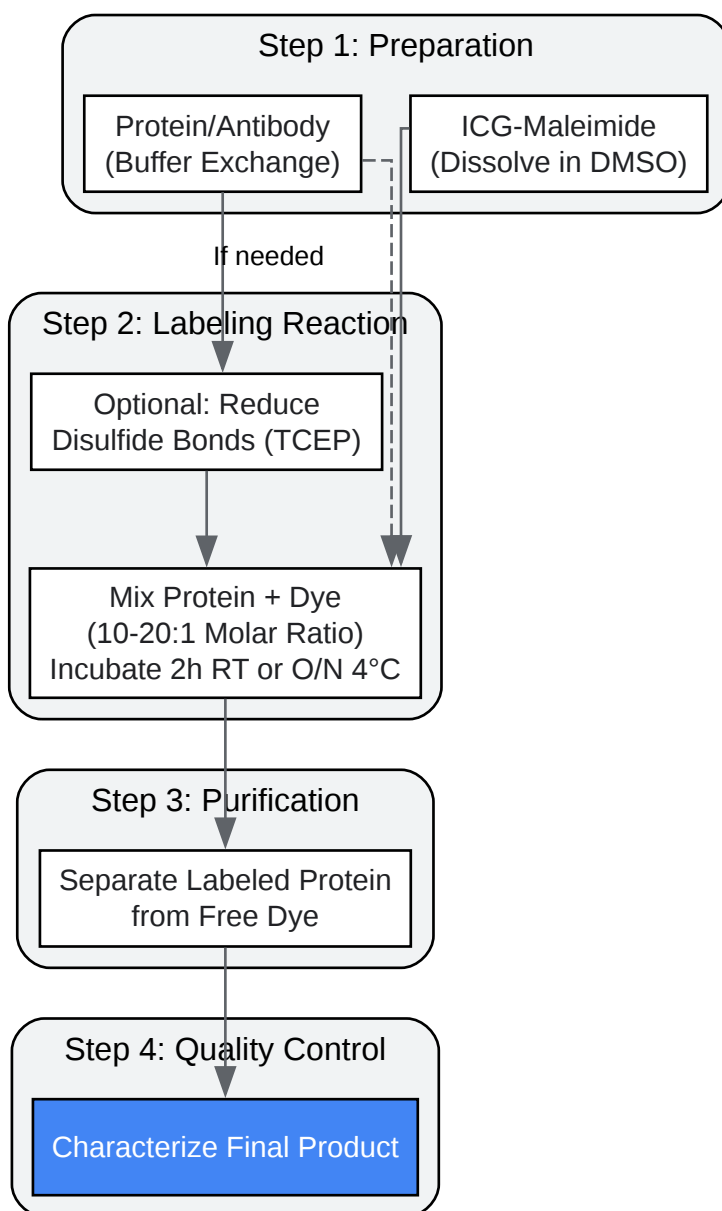 Step 1: Preparation
Protein/Antibody
(Buffer Exchange)
ICG-Maleimide
(Dissolve in DMSO)
If needed
Step 2: Labeling Reaction
Optional: Reduce
Disulfide Bonds (TCEP)
Mix Protein + Dye
(10-20:1 Molar Ratio)
Incubate 2h RT or O/N 4°C
Step 3: Purification
Separate Labeled Protein
from Free Dye
Step 4: Quality Control
Characterize Final Product